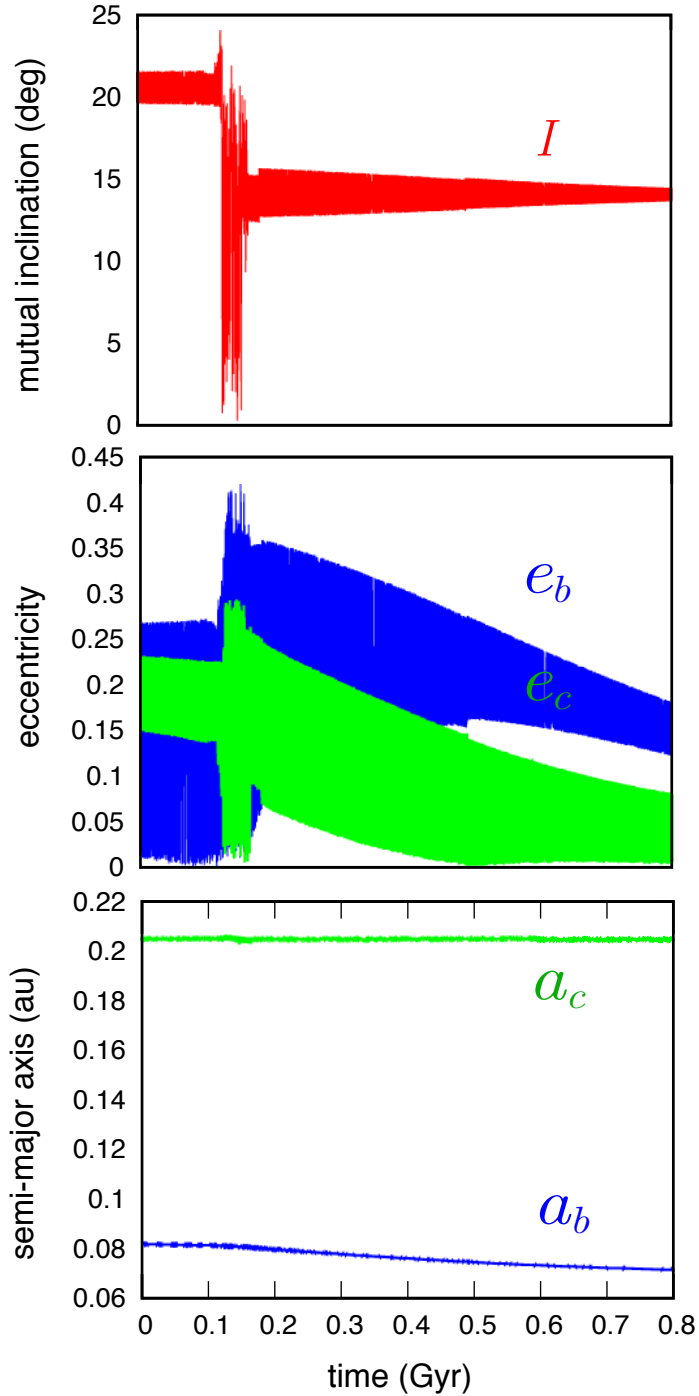 25
20
15
10
5
0
mutual inclination (deg)
I
0.45
0.4
0.35
0.3
0.25
0.2
0.15
0.1
0.05
0
eccentricity
e_b
e_c
0.22
0.2
0.18
0.16
0.14
0.12
0.1
0.08
0.06
semi-major axis (au)
a_c
a_b
0 0.1 0.2 0.3 0.4 0.5 0.6 0.7 0.8
time (Gyr)